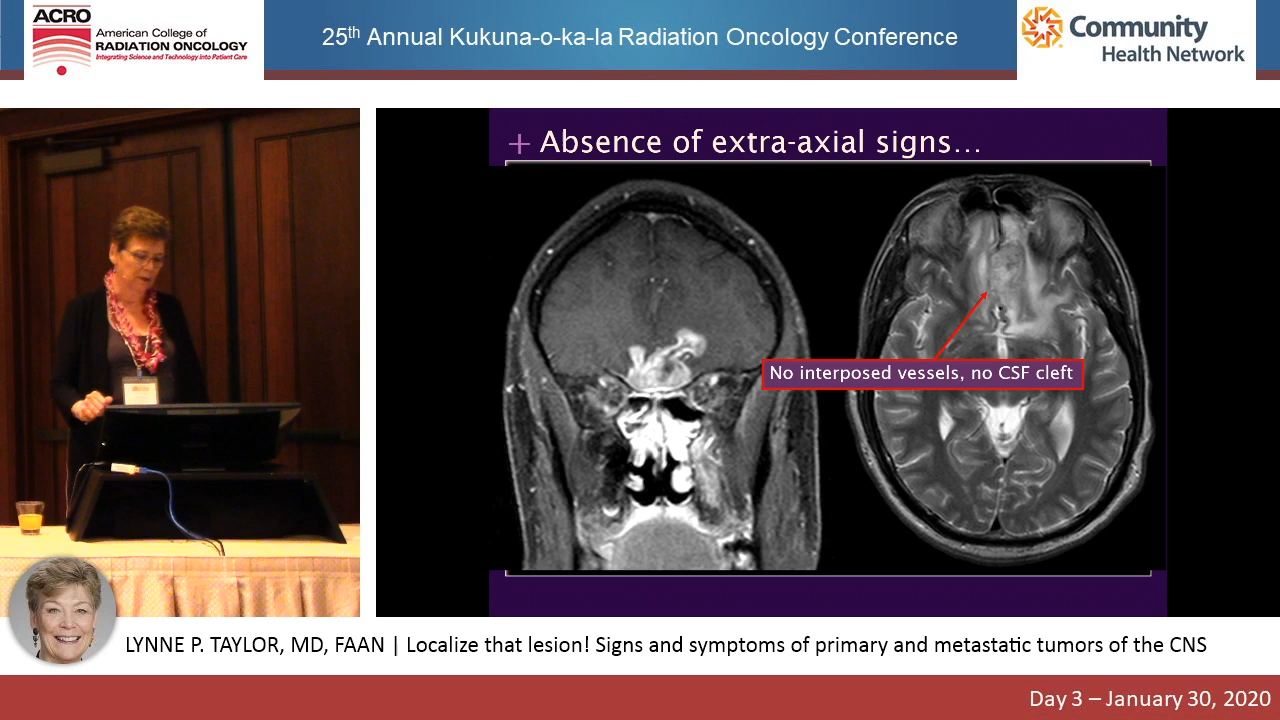 ACRO
American College of
RADIATION ONCOLOGY
Integrating Science and Technology into Patient Care
25th Annual Kukuna-o-ka-la Radiation Oncology Conference
Community
Health Network
+ Absence of extra-axial signs...
No interposed vessels, no CSF cleft
LYNNE P. TAYLOR, MD, FAAN | Localize that lesion! Signs and symptoms of primary and metastatic tumors of the CNS
Day 3 – January 30, 2020